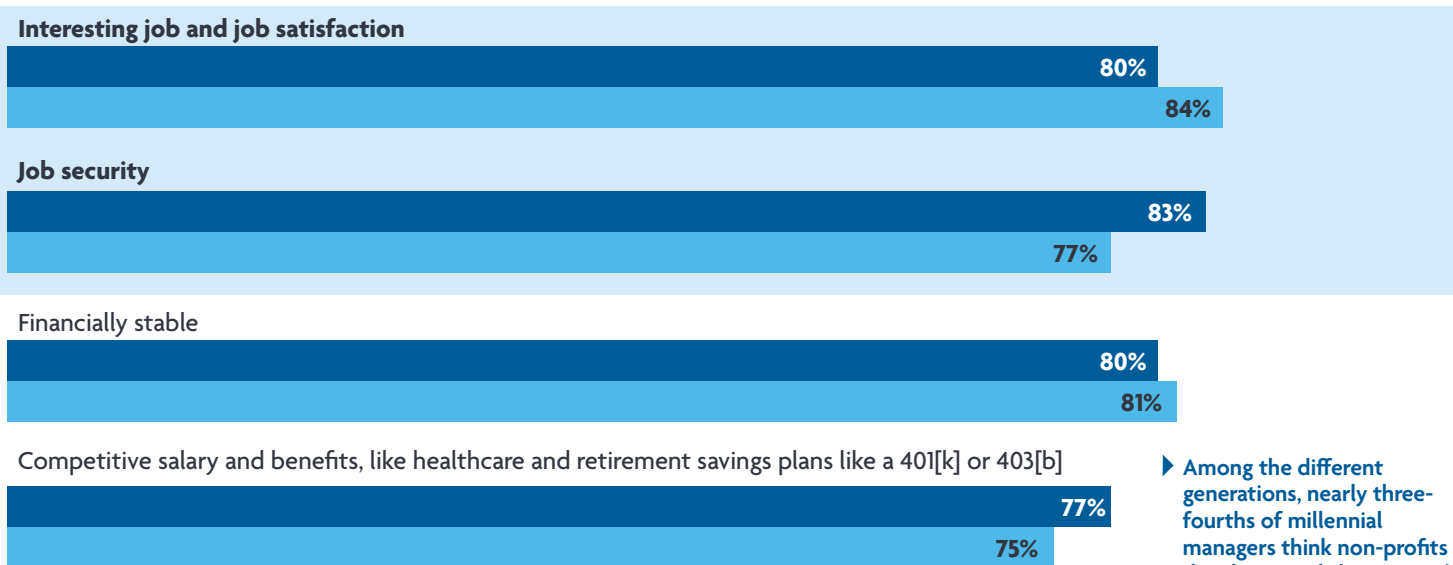 Interesting job and job satisfaction
80%
84%
Job security
83%
77%
Financially stable
80%
81%
Competitive salary and benefits, like healthcare and retirement savings plans like a 401[k] or 403[b]
77%
75%
Among the different
generations, nearly three-
fourths of millennial
managers think non-profits